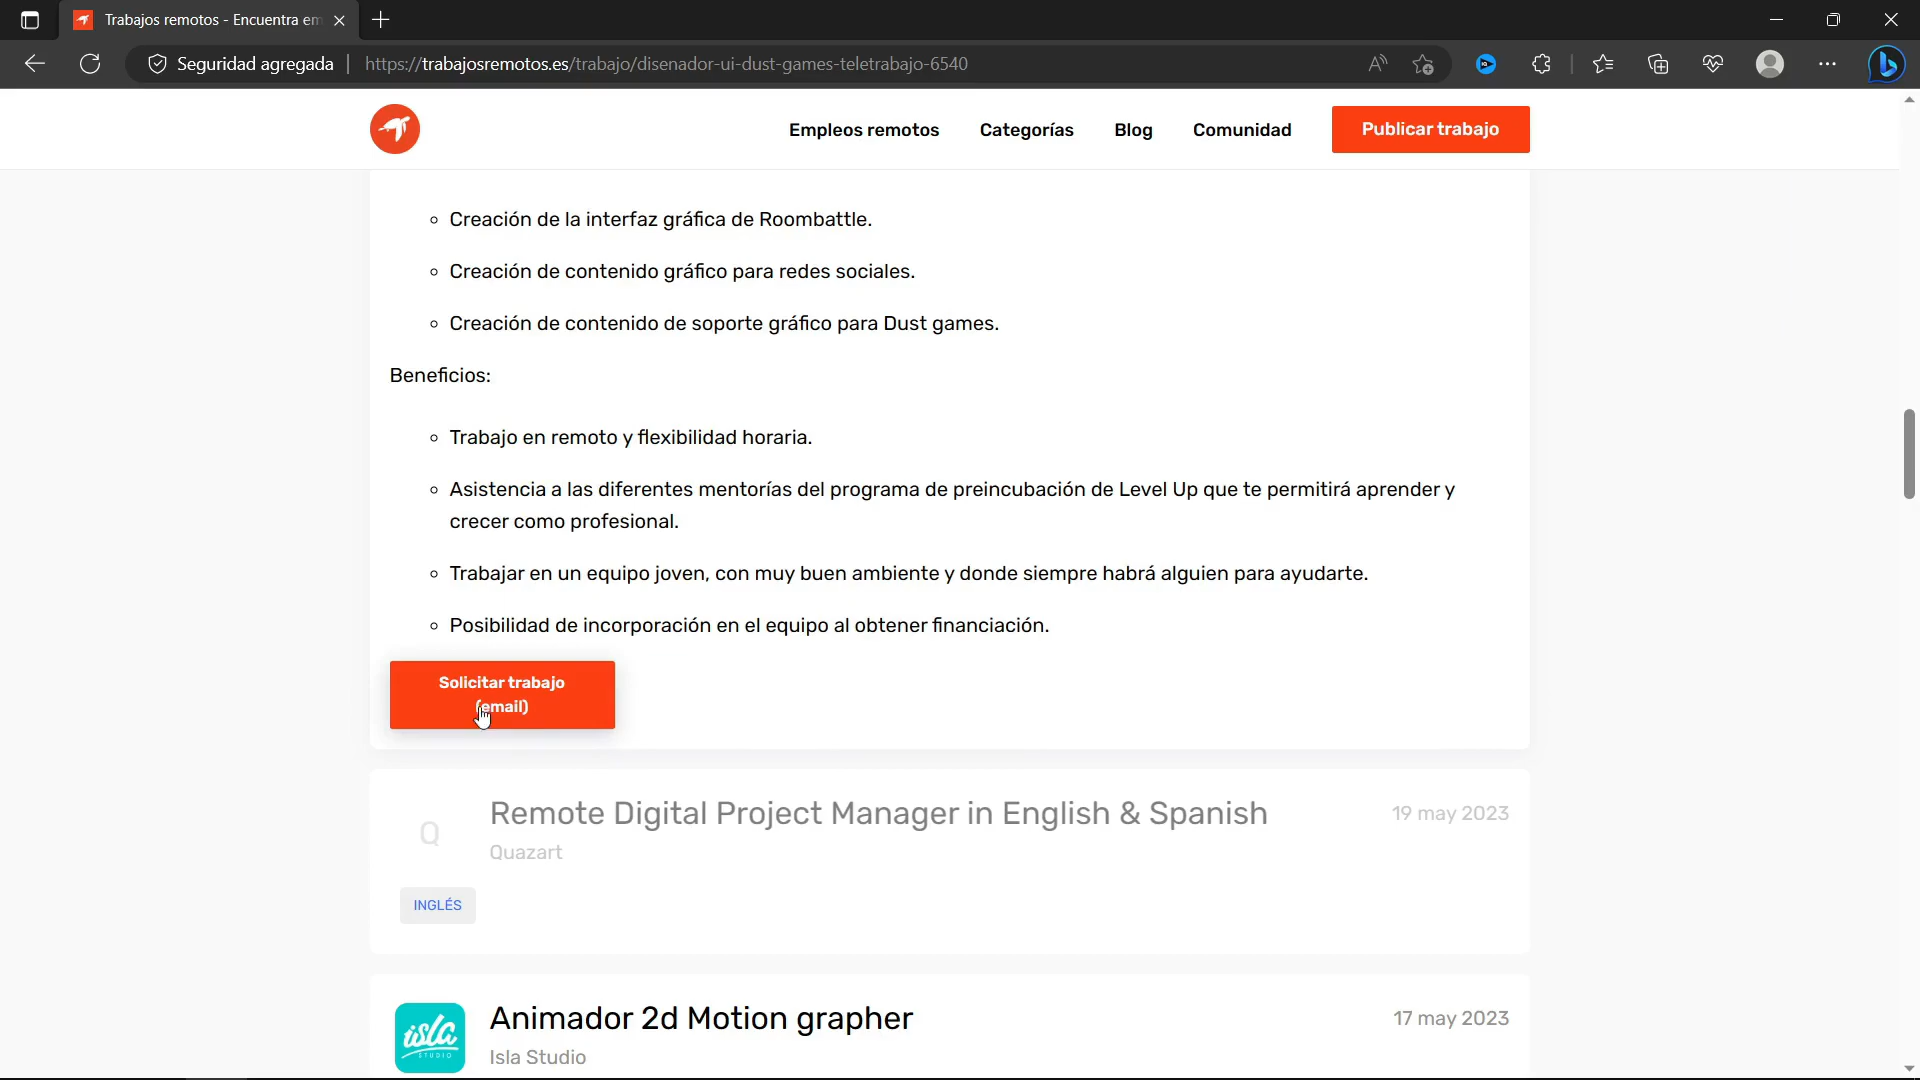 Trabajos remotos - Encuentra em
Seguridad agregada
https://trabajosremotos.es/trabajo/disenador-ui-dust-games-teletrabajo-6540
Empleos remotos
Categorías
Blog
Comunidad
Publicar trabajo
Creación de la interfaz gráfica de Roombattle.
Creación de contenido gráfico para redes sociales.
Creación de contenido de soporte gráfico para Dust games.
Beneficios:
Trabajo en remoto y flexibilidad horaria.
Asistencia a las diferentes mentorías del programa de preincubación de Level Up que te permitirá aprender y
crecer como profesional.
Trabajar en un equipo joven, con muy buen ambiente y donde siempre habrá alguien para ayudarte.
Posibilidad de incorporación en el equipo al obtener financiación.
Solicitar trabajo
(email)
Q
Remote Digital Project Manager in English & Spanish
19 may 2023
Quazart
INGLÉS
isla
STUDIO
Animador 2d Motion grapher
17 may 2023
Isla Studio